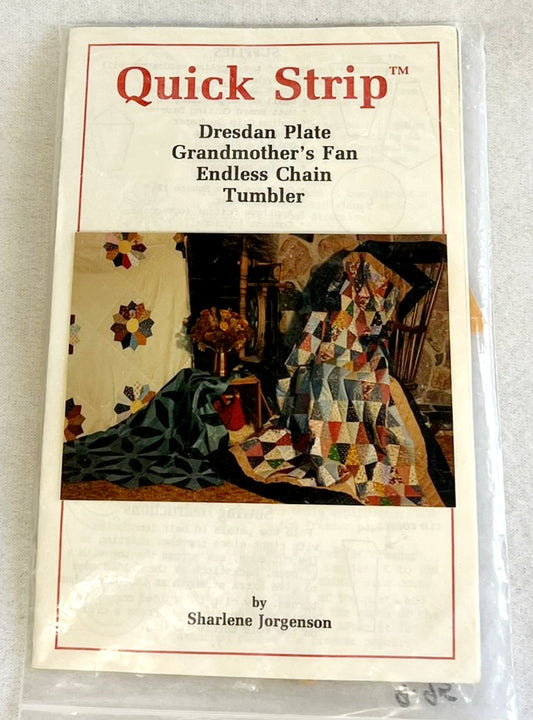 Quick Strip™
Dresdan Plate
Grandmother's Fan
Endless Chain
Tumbler
by
Sharlene Jorgenson